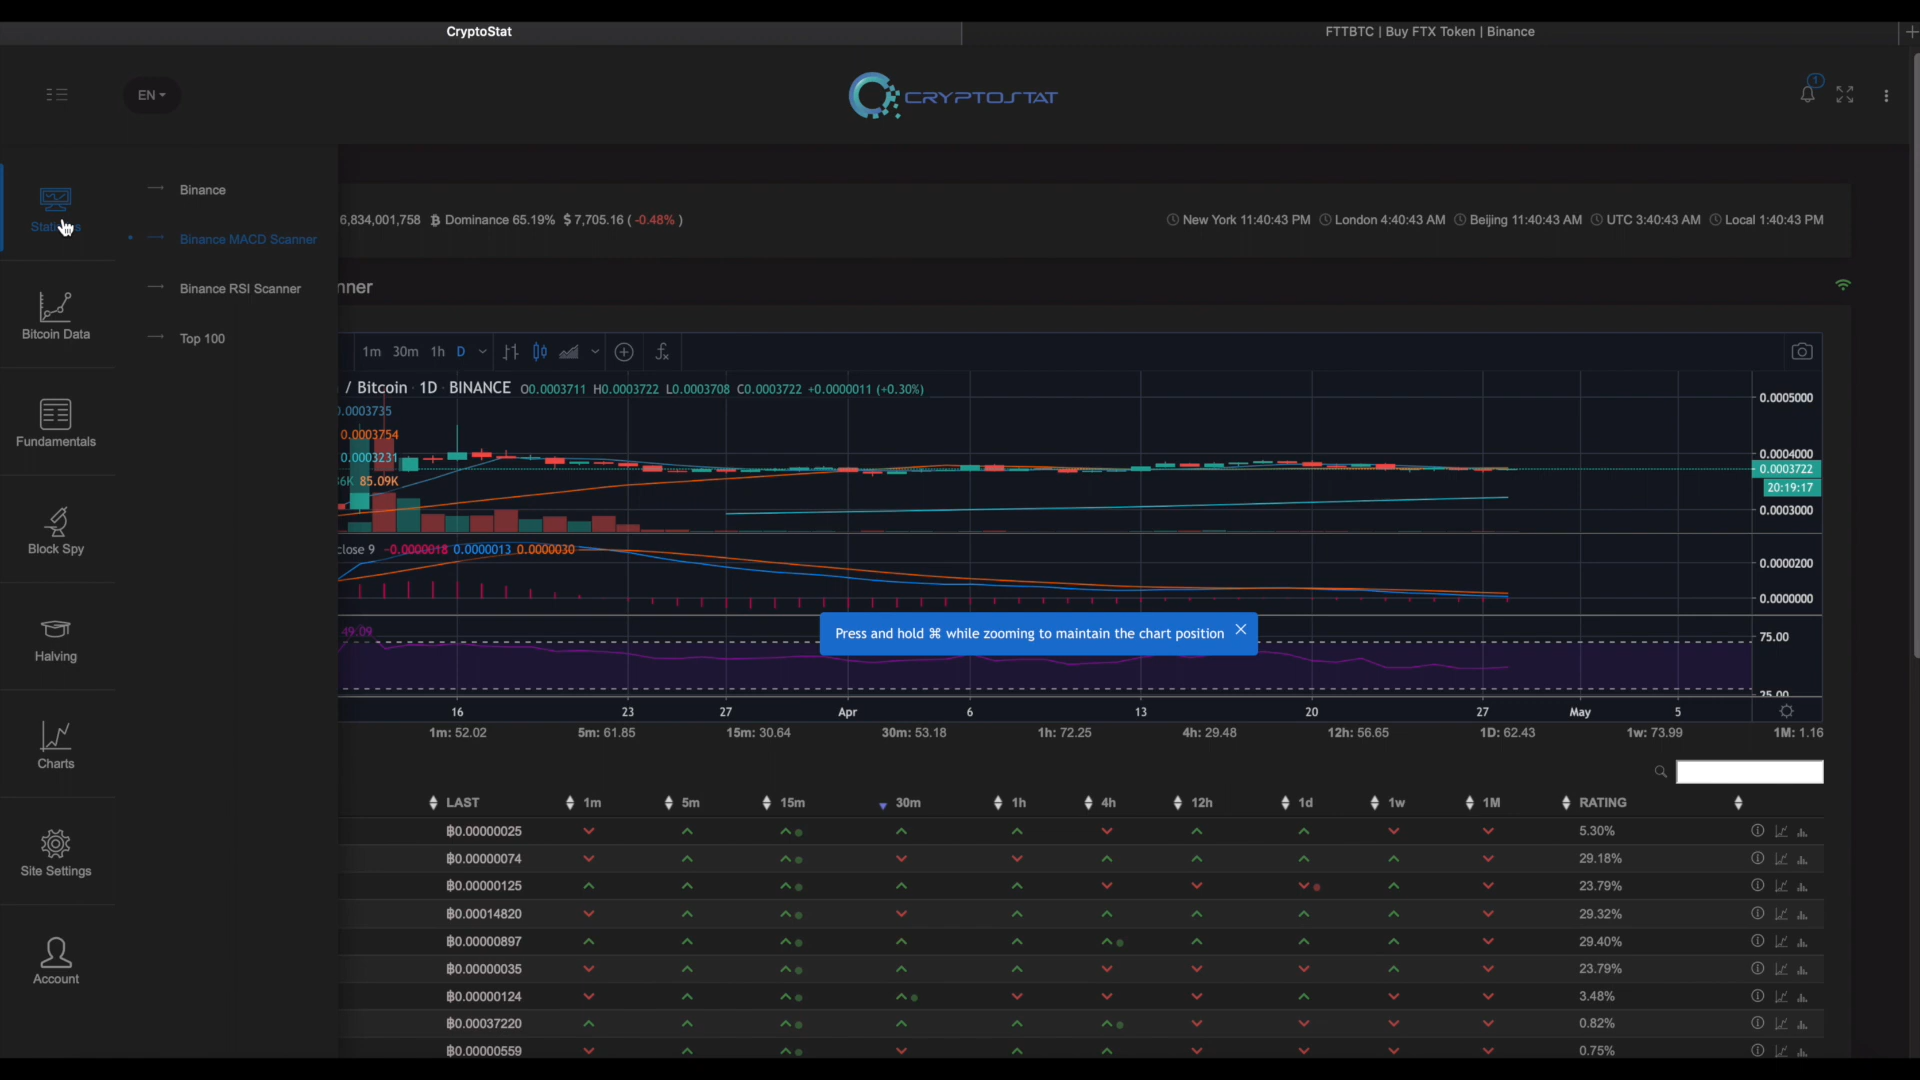 CryptoStat
FTTBTC | Buy FTX Token | Binance
EN
CRYPTOSTAT
1
Binance
Binance MACD Scanner
Binance RSI Scanner
Top 100
Bitcoin Data
Fundamentals
Block Spy
Halving
Charts
Site Settings
Account
6,834,001,758 Dominance 65.19% $ 7,705.16 ( -0.48% )
New York 11:40:43 PM London 4:40:43 AM Beijing 11:40:43 AM UTC 3:40:43 AM Local 1:40:43 PM
nner
1m 30m 1h D
/ Bitcoin 1D BINANCE O0.0003711 H0.0003722 L0.0003708 C0.0003722 +0.0000011 (+0.30%)
0.0003735
0.0003754
0.0003231
85.09K
0.0005000
0.0004000
0.0003722
20:19:17
0.0003000
close 9 -0.0000018 0.0000013 0.0000030
0.0000200
0.0000000
49.09
75.00
25.00
Press and hold ⌘ while zooming to maintain the chart position
16 23 27 Apr 6 13 20 27 May 5
1m: 52.02 5m: 61.85 15m: 30.64 30m: 53.18 1h: 72.25 4h: 29.48 12h: 56.65 1D: 62.43 1w: 73.99 1M: 1.16
LAST 1m 5m 15m 30m 1h 4h 12h 1d 1w 1M RATING
฿0.00000025 5.30%
฿0.00000074 29.18%
฿0.00000125 23.79%
฿0.00014820 29.32%
฿0.00000897 29.40%
฿0.00000035 23.79%
฿0.00000124 3.48%
฿0.00037220 0.82%
฿0.00000559 0.75%